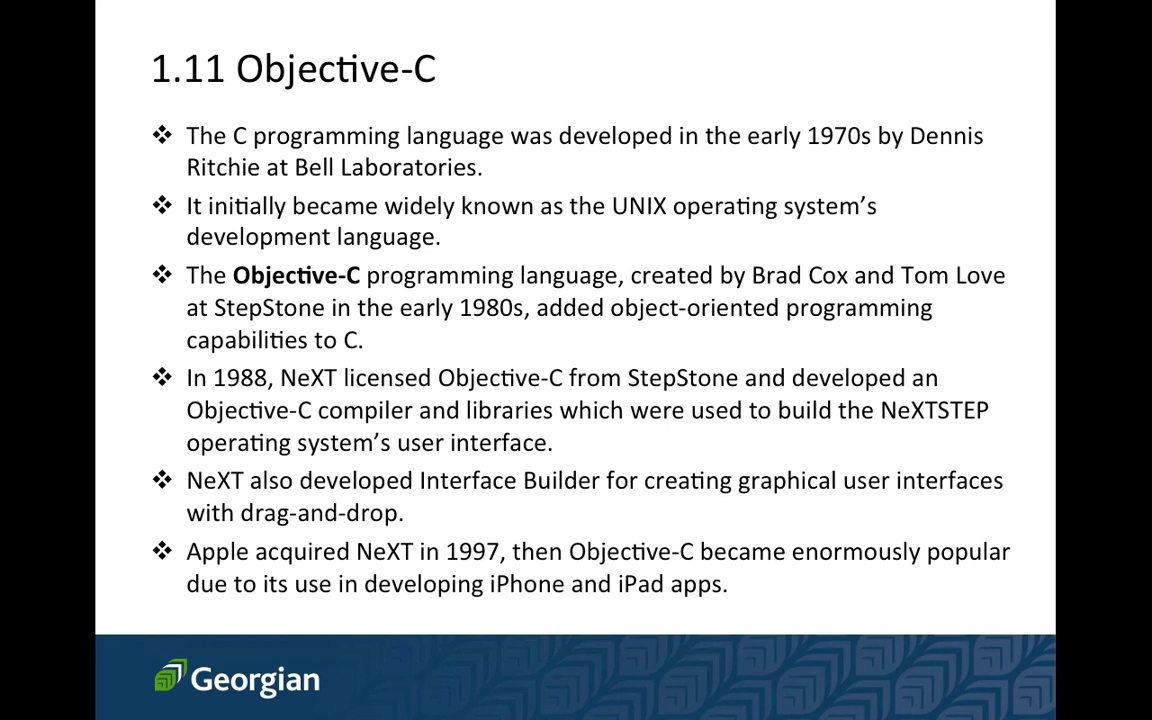 1.11 Objective-C
❖ The C programming language was developed in the early 1970s by Dennis
Ritchie at Bell Laboratories.
❖ It initially became widely known as the UNIX operating system’s
development language.
❖ The Objective-C programming language, created by Brad Cox and Tom Love
at StepStone in the early 1980s, added object-oriented programming
capabilities to C.
❖ In 1988, NeXT licensed Objective-C from StepStone and developed an
Objective-C compiler and libraries which were used to build the NeXTSTEP
operating system’s user interface.
❖ NeXT also developed Interface Builder for creating graphical user interfaces
with drag-and-drop.
❖ Apple acquired NeXT in 1997, then Objective-C became enormously popular
due to its use in developing iPhone and iPad apps.
Georgian